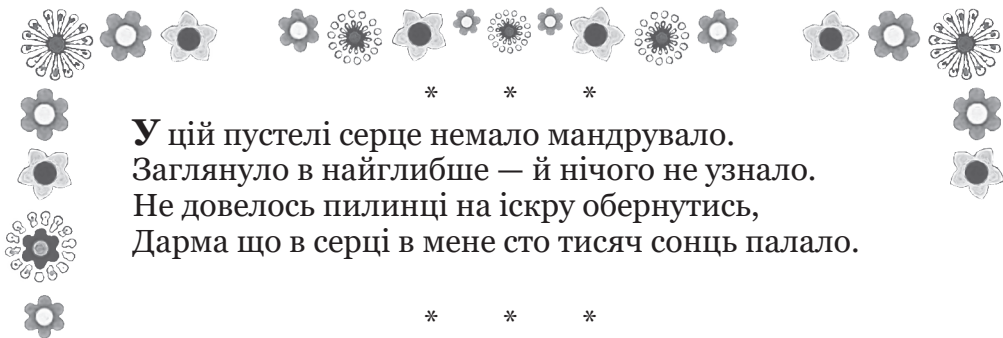 * * *
У цій пустелі серце немало мандрувало.
Заглянуло в найглибше — й нічого не узнало.
Не довелось пилинці на іскру обернутись,
Дарма що в серці в мене сто тисяч сонць палало.
* * *